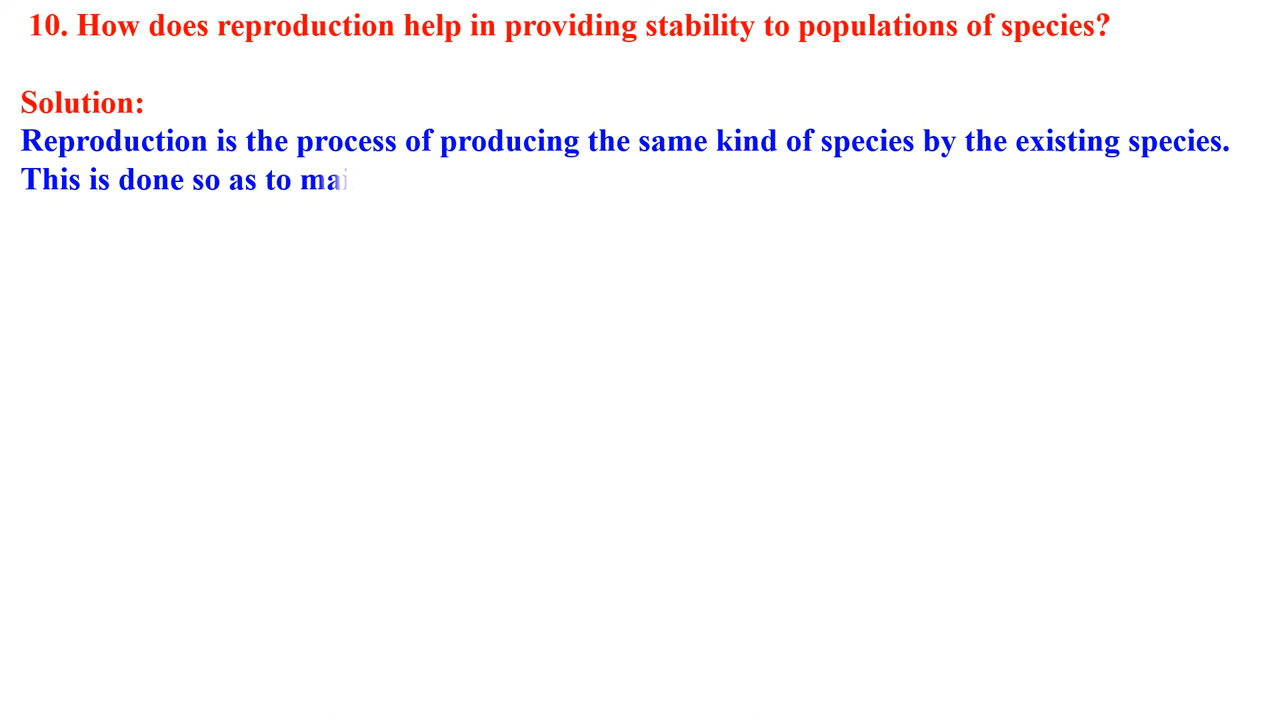 10. How does reproduction help in providing stability to populations of species?
Solution:
Reproduction is the process of producing the same kind of species by the existing species.
This is done so as to mai